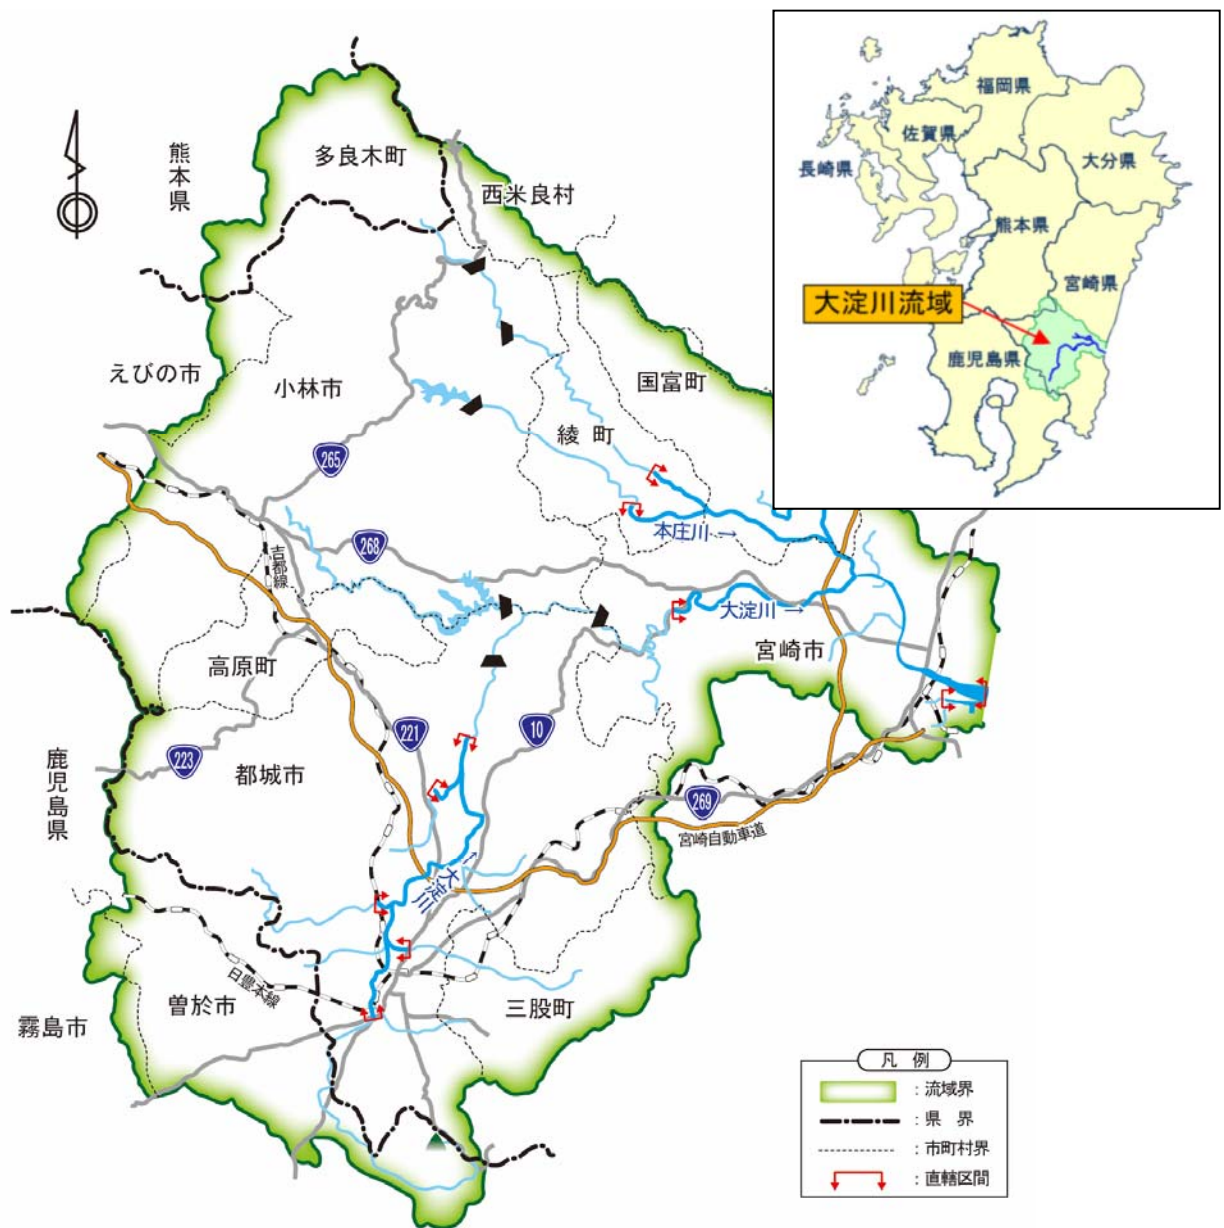 福岡県
佐賀県
大分県
長崎県
熊本県
宮崎県
大淀川流域
鹿児島県
熊本県
多良木町
西米良村
えびの市
小林市
国富町
綾町
265
本庄川→
268
吉都線
大淀川→
高原町
宮崎市
221
10
223
鹿児島県
都城市
269
宮崎自動車道
→大淀川
日豊本線
曽於市
三股町
霧島市
凡例
:流域界
:県界
:市町村界
:直轄区間